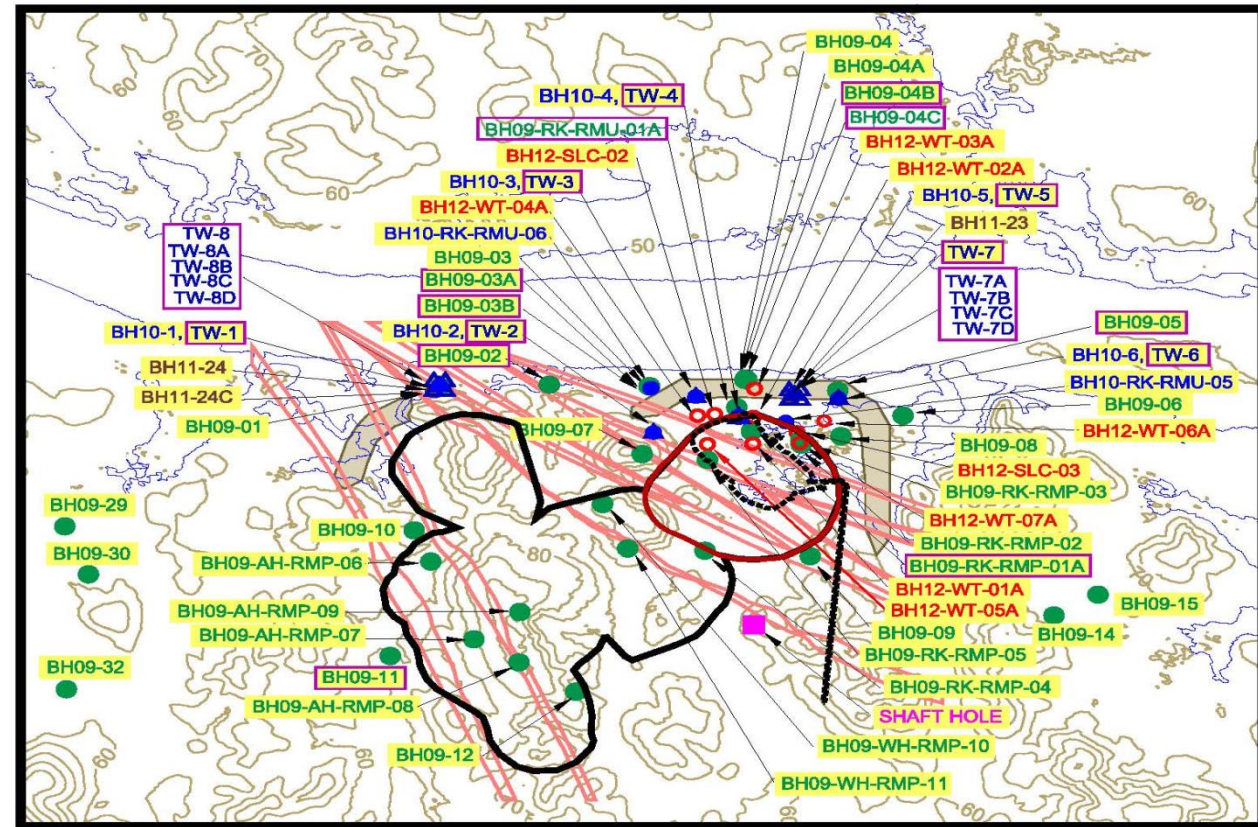 BH09-04
BH09-04A
BH10-4, TW-4
BH09-04B
BH09-RK-RMU-01A
BH09-04C
BH12-SLC-02
BH12-WT-03A
BH10-3, TW-3
BH12-WT-02A
BH12-WT-04A
BH10-5, TW-5
BH10-RK-RMU-06
BH11-23
BH09-03
TW-7
BH09-03A
BH09-03B
TW-8
TW-8A
TW-8B
TW-8C
TW-8D
TW-7A
TW-7B
TW-7C
TW-7D
BH10-1, TW-1
BH10-2, TW-2
BH09-02
BH09-05
BH10-6, TW-6
BH11-24
BH11-24C
BH10-RK-RMU-05
BH09-01
BH09-06
BH09-07
BH12-WT-06A
BH09-08
BH12-SLC-03
BH09-RK-RMP-03
BH09-29
BH09-10
BH12-WT-07A
BH09-RK-RMP-02
BH09-30
BH09-AH-RMP-06
BH09-RK-RMP-01A
BH12-WT-01A
BH12-WT-05A
BH09-AH-RMP-09
BH09-15
BH09-AH-RMP-07
BH09-09
BH09-14
BH09-RK-RMP-05
BH09-32
BH09-11
BH09-RK-RMP-04
BH09-AH-RMP-08
SHAFT HOLE
BH09-12
BH09-WH-RMP-10
BH09-WH-RMP-11
60
70
60
60
50
80
60
60
60